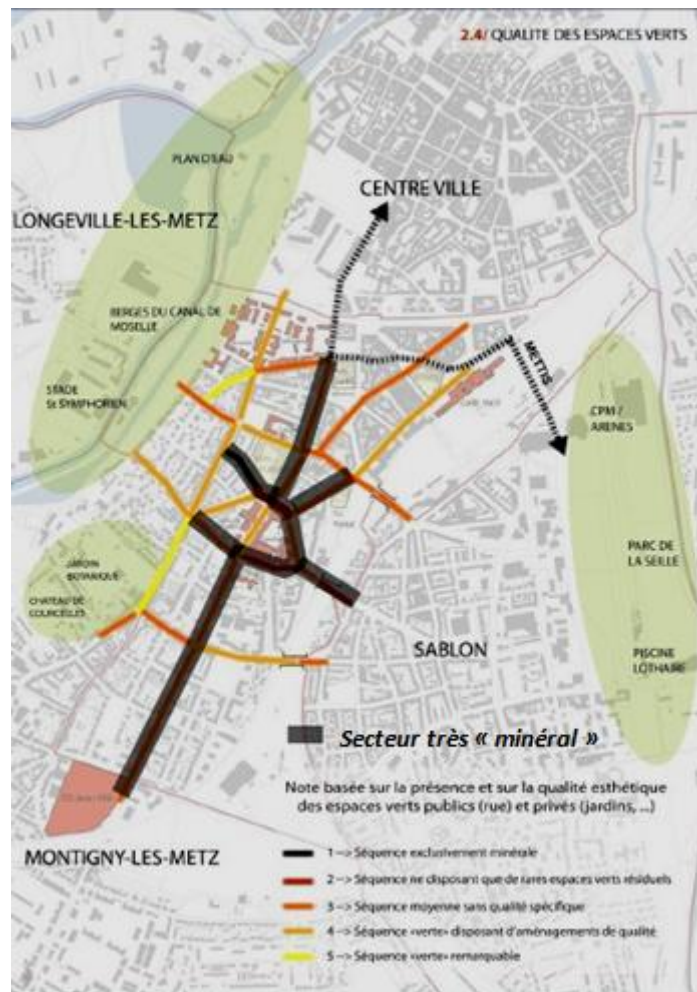 2.4/ QUALITE DES ESPACES VERTS
PLAN D'EAU
CENTRE VILLE
LONGEVILLE-LES-METZ
BERGES DU CANAL DE
MOSELLE
METTIS
STADE
St SYMPHORIEN
CPM /
ARENES
JARDIN
BOTANIQUE
PARC DE
LA SEILLE
CHATEAU DE
COURCELLES
SABLON
PISCINE
LOTHAIRE
Secteur très « minéral »
Note basée sur la présence et sur la qualité esthétique
des espaces verts publics (rue) et privés (jardins, ...)
MONTIGNY-LES-METZ
1 --> Séquence exclusivement minérale
2 --> Séquence ne disposant que de rares espaces verts résiduels
3 --> Séquence moyenne sans qualité spécifique
4 --> Séquence «verte» disposant d'aménagements de qualité
5 --> Séquence «verte» remarquable